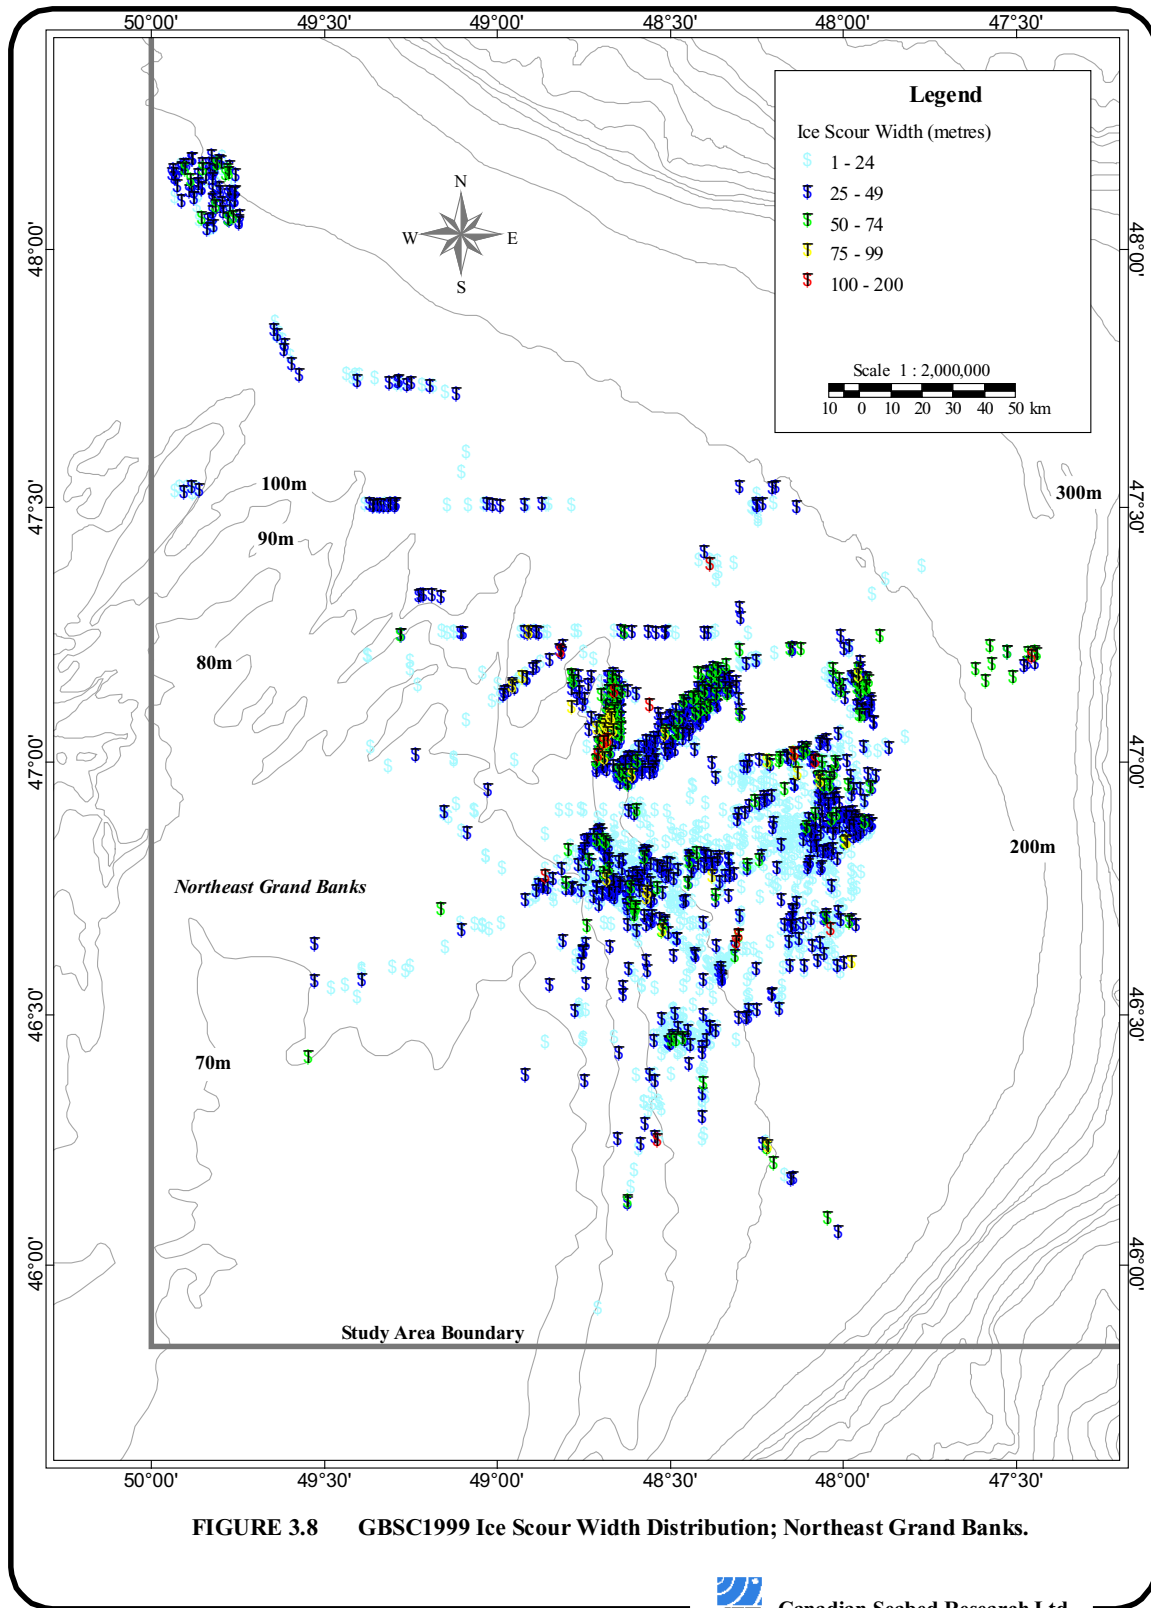 50°00' 49°30' 49°00' 48°30' 48°00' 47°30'
Legend
Ice Scour Width (metres)
1 - 24
25 - 49
50 - 74
75 - 99
100 - 200
Scale 1 : 2,000,000
10 0 10 20 30 40 50 km
N
W E
S
48°00' 48°00'
100m
300m
47°30' 47°30'
90m
80m
47°00' 47°00'
200m
Northeast Grand Banks
46°30' 46°30'
70m
46°00' 46°00'
Study Area Boundary
50°00' 49°30' 49°00' 48°30' 48°00' 47°30'
FIGURE 3.8 GBSC1999 Ice Scour Width Distribution; Northeast Grand Banks.
Canadian Seabed Research Ltd.